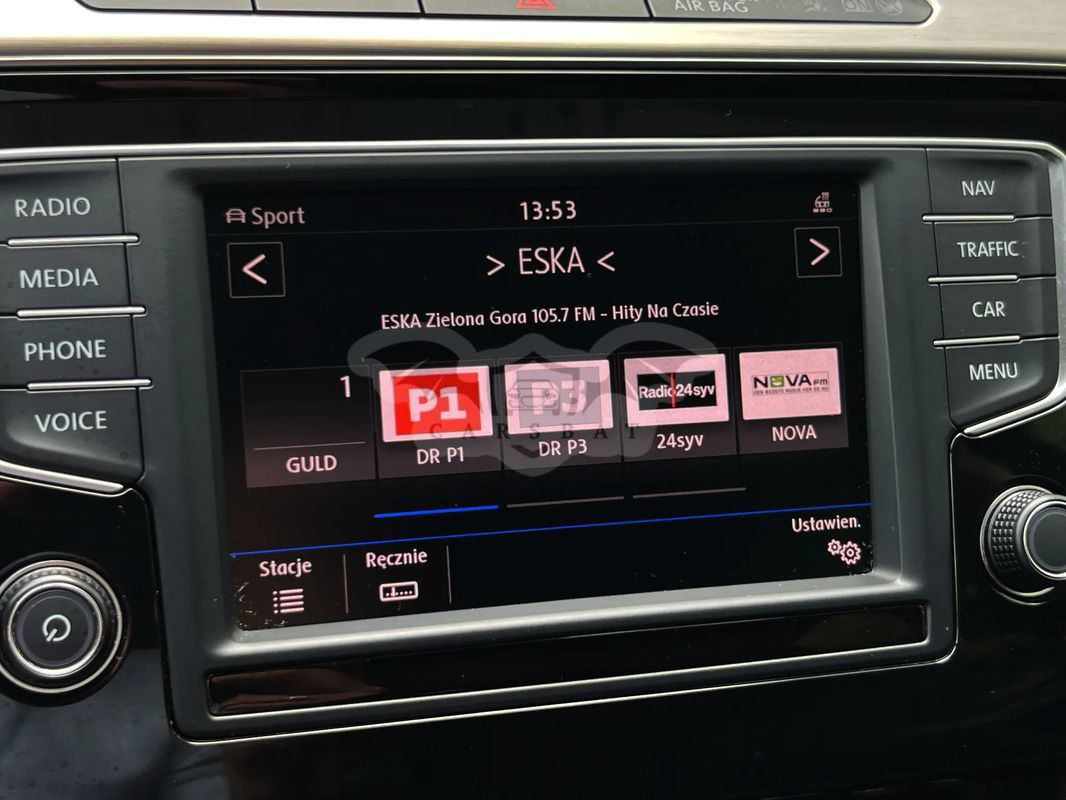 AIR BAG
ON
RADIO
MEDIA
PHONE
VOICE
Sport
13:53
> ESKA <
ESKA Zielona Gora 105.7 FM - Hity Na Czasie
1
GULD
P1
DR P1
P3
DR P3
Radio24syv
24syv
NOVA FM
NOVA
CARSBAT
Stacje
Ręcznie
Ustawien.
NAV
TRAFFIC
CAR
MENU